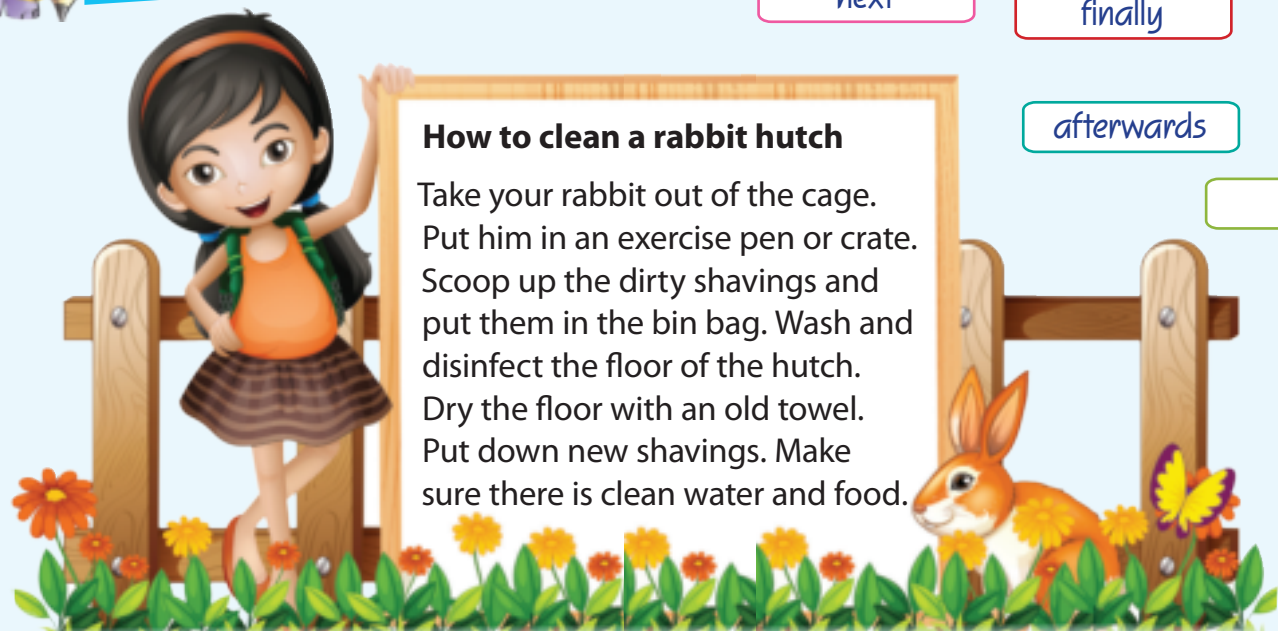 next
finally
afterwards
How to clean a rabbit hutch
Take your rabbit out of the cage.
Put him in an exercise pen or crate.
Scoop up the dirty shavings and
put them in the bin bag. Wash and
disinfect the floor of the hutch.
Dry the floor with an old towel.
Put down new shavings. Make
sure there is clean water and food.